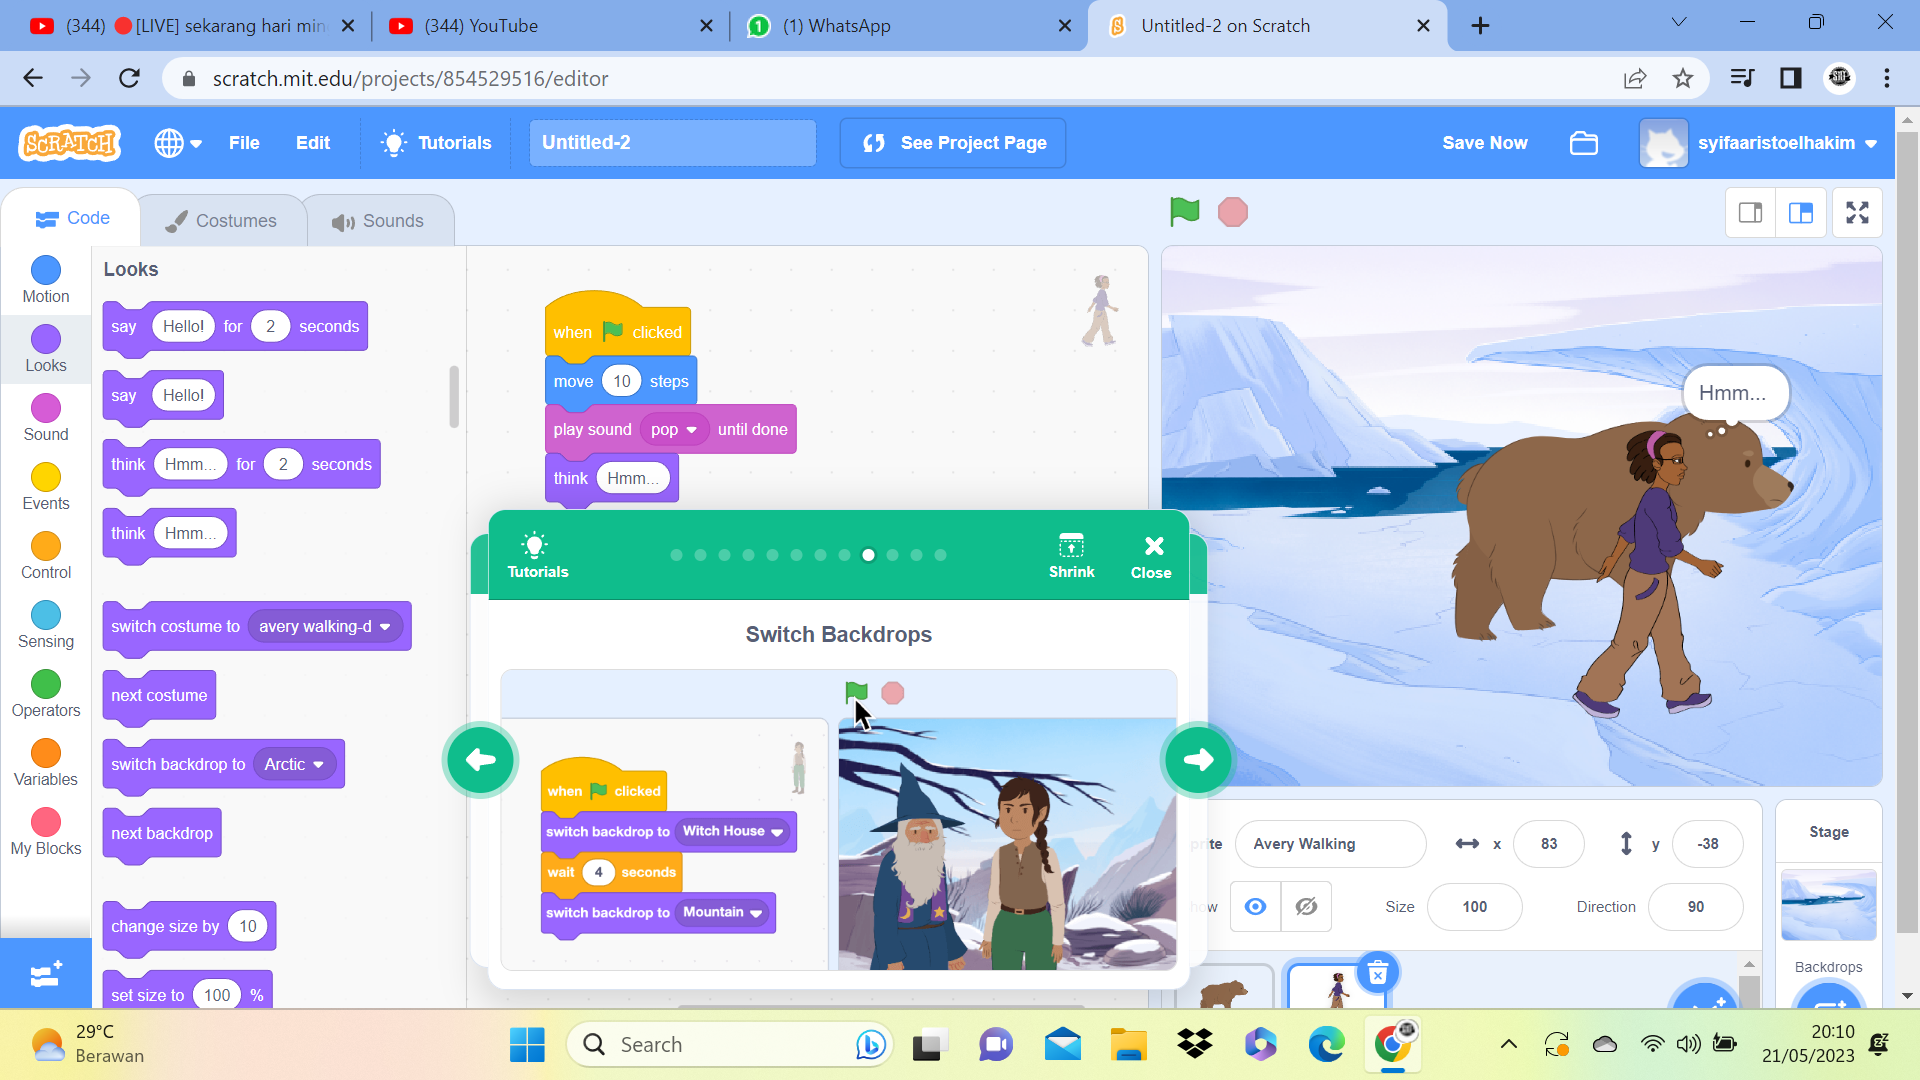 (344) [LIVE] sekarang hari min
(344) YouTube
(1) WhatsApp
Untitled-2 on Scratch
scratch.mit.edu/projects/854529516/editor
SCRATCH
File
Edit
Tutorials
Untitled-2
See Project Page
Save Now
syifaaristoelhakim
Code
Costumes
Sounds
Motion
Looks
Sound
Events
Control
Sensing
Operators
Variables
My Blocks
Looks
say Hello! for 2 seconds
say Hello!
think Hmm... for 2 seconds
think Hmm...
switch costume to avery walking-d
next costume
switch backdrop to Arctic
next backdrop
change size by 10
set size to 100 %
when clicked
move 10 steps
play sound pop until done
think Hmm...
Tutorials
Shrink
Close
Switch Backdrops
when clicked
switch backdrop to Witch House
wait 4 seconds
switch backdrop to Mountain
Hmm...
prite Avery Walking x 83 y -38
ow Size 100 Direction 90
Stage
Backdrops
29°C
Berawan
Search
20:10
21/05/2023